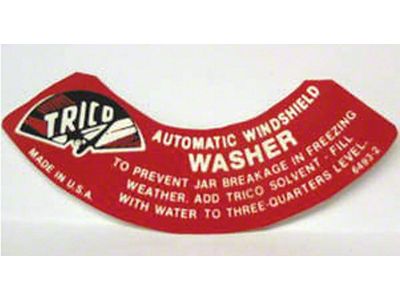 TRICO
MADE IN U.S.A.
AUTOMATIC WINDSHIELD
WASHER
TO PREVENT JAR BREAKAGE IN FREEZING
WEATHER, ADD TRICO SOLVENT - FILL
WITH WATER TO THREE-QUARTERS LEVEL.
6493-2